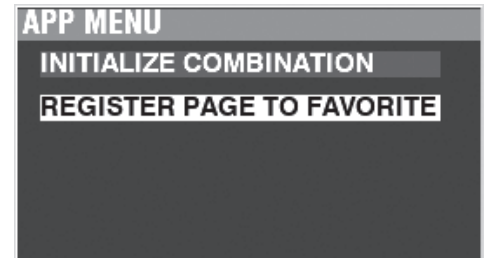 APP MENU
INITIALIZE COMBINATION
REGISTER PAGE TO FAVORITE